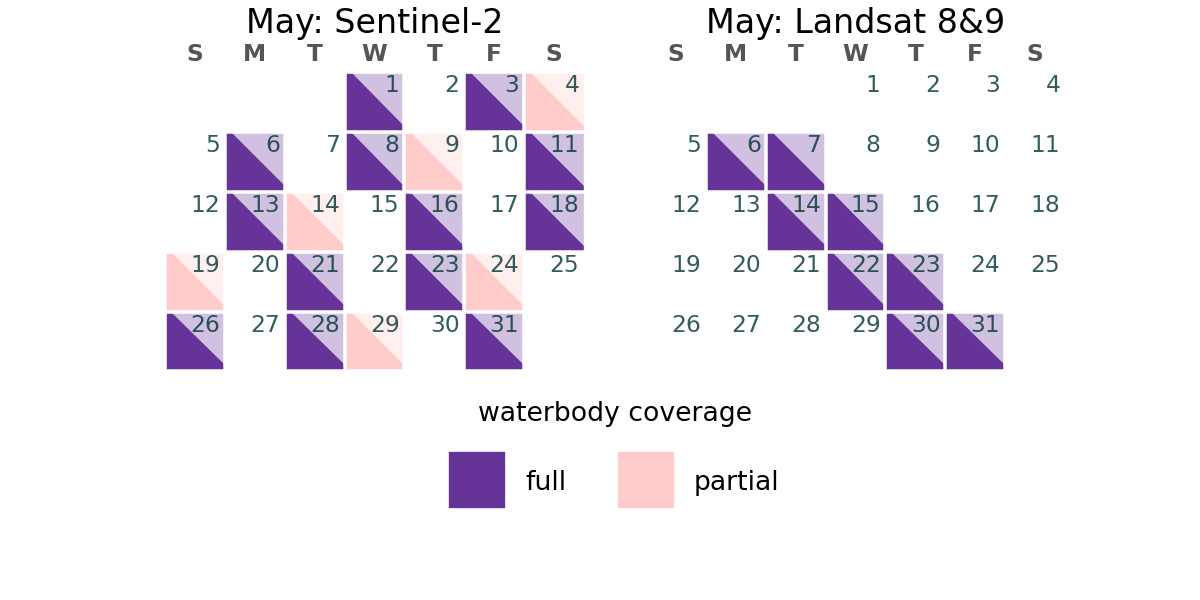 May: Sentinel-2
S M T W T F S
1 2 3 4
5 6 7 8 9 10 11
12 13 14 15 16 17 18
19 20 21 22 23 24 25
26 27 28 29 30 31
May: Landsat 8&9
S M T W T F S
1 2 3 4
5 6 7 8 9 10 11
12 13 14 15 16 17 18
19 20 21 22 23 24 25
26 27 28 29 30 31
waterbody coverage
full
partial